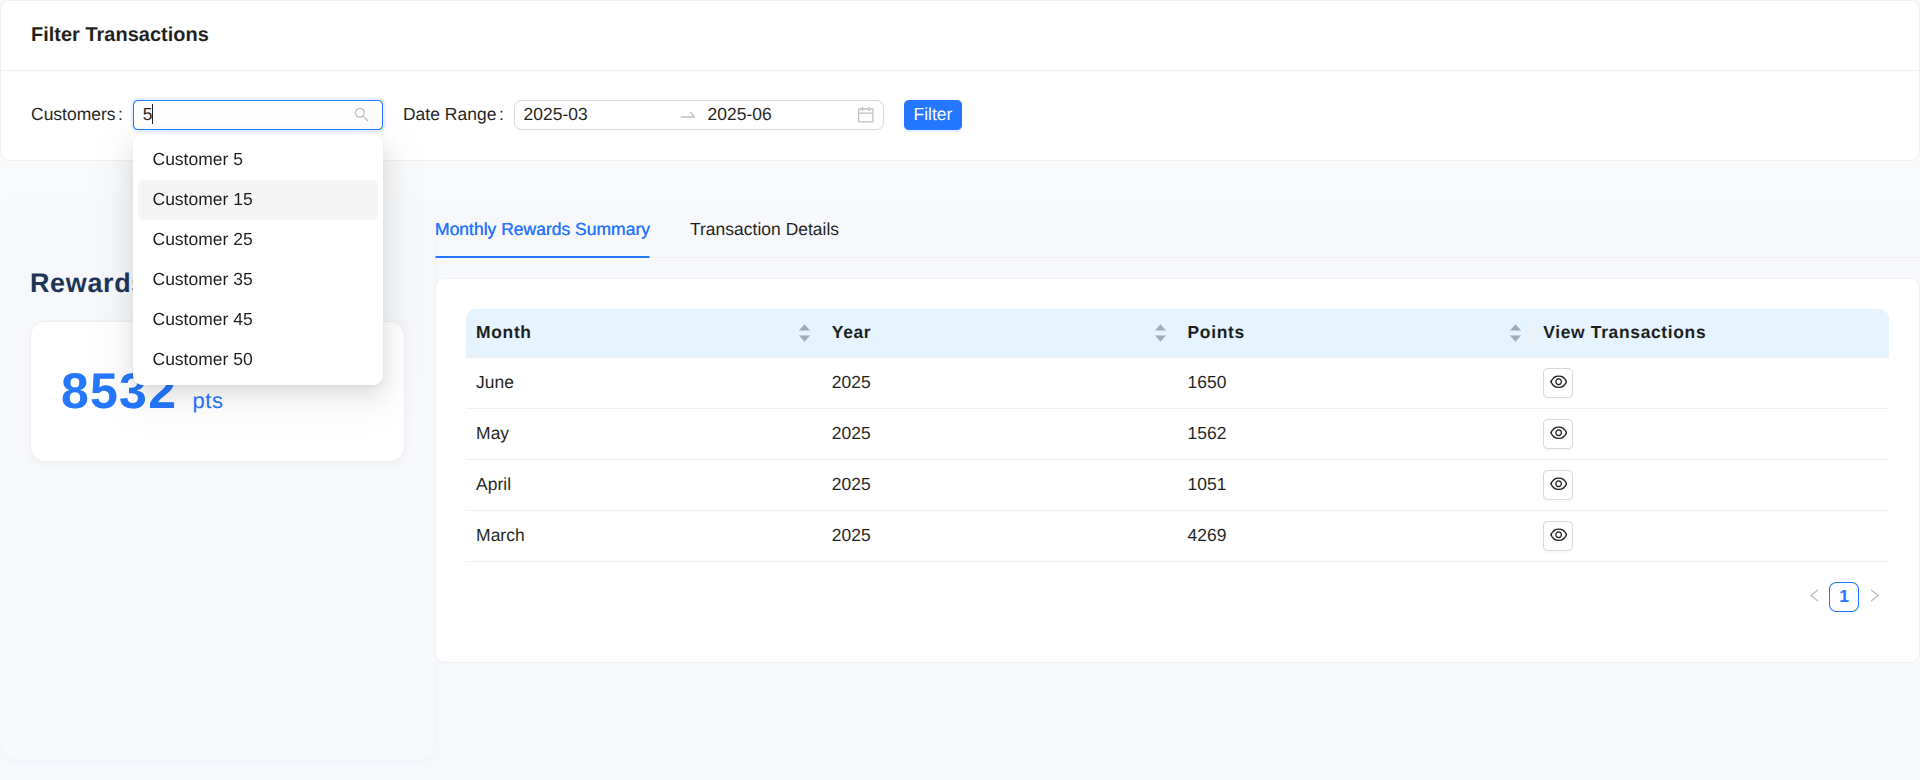 Filter Transactions
Customers : 5 Date Range : 2025-03 2025-06 Filter
Customer 5
Customer 15
Customer 25
Customer 35
Customer 45
Customer 50
Rewards
8532 pts
Monthly Rewards Summary Transaction Details
Month Year Points View Transactions
June 2025 1650
May 2025 1562
April 2025 1051
March 2025 4269
1